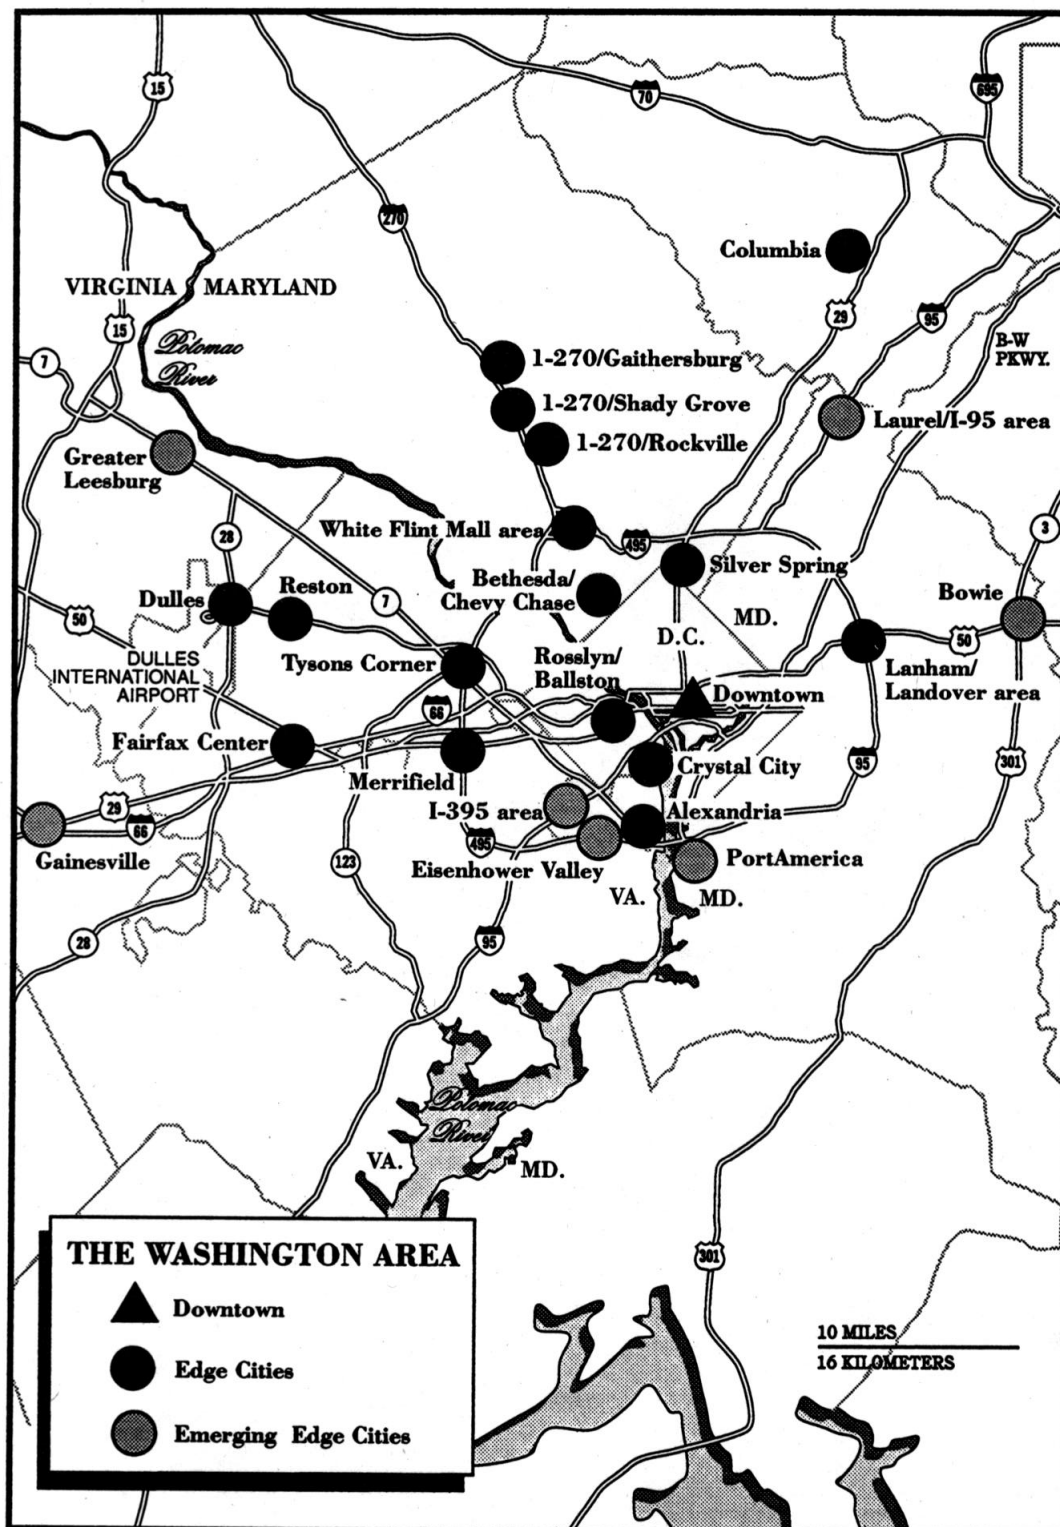 15
70
695
270
Columbia
VIRGINIA
MARYLAND
15
29
95
Potomac
River
7
B-W
PKWY.
1-270/Gaithersburg
1-270/Shady Grove
Laurel/I-95 area
1-270/Rockville
Greater
Leesburg
White Flint Mall area
28
495
3
Silver Spring
Bethesda/
Chevy Chase
Reston
Dulles
7
Bowie
50
MD.
D.C.
50
DULLES
INTERNATIONAL
AIRPORT
Tysons Corner
Rosslyn/
Ballston
Lanham/
Landover area
Downtown
66
Fairfax Center
Merrifield
Crystal City
95
301
29
66
I-395 area
Alexandria
Gainesville
123
495
Eisenhower Valley
PortAmerica
VA.
MD.
28
95
Potomac
River
VA.
MD.
THE WASHINGTON AREA
Downtown
Edge Cities
Emerging Edge Cities
301
10 MILES
16 KILOMETERS